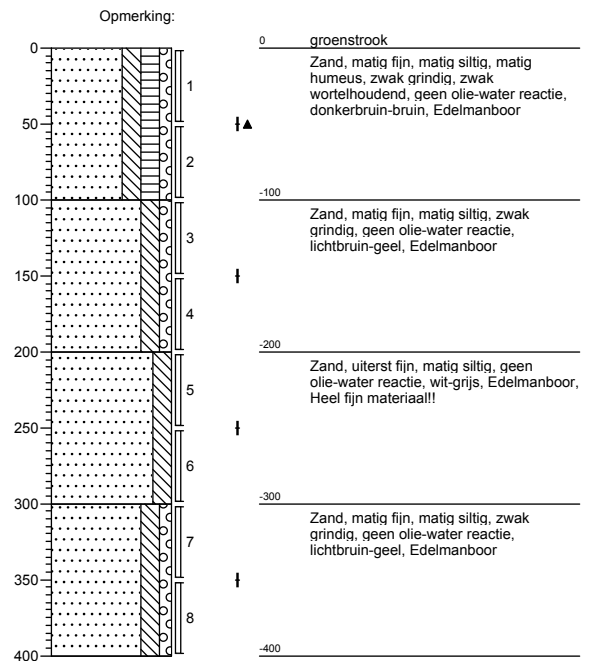 Opmerking:
0
50
100
150
200
250
300
350
400
1
2
3
4
5
6
7
8
0
groenstrook
Zand, matig fijn, matig siltig, matig
humeus, zwak grindig, zwak
wortelhoudend, geen olie-water reactie,
donkerbruin-bruin, Edelmanboor
-100
Zand, matig fijn, matig siltig, zwak
grindig, geen olie-water reactie,
lichtbruin-geel, Edelmanboor
-200
Zand, uiterst fijn, matig siltig, geen
olie-water reactie, wit-grijs, Edelmanboor,
Heel fijn materiaal!!
-300
Zand, matig fijn, matig siltig, zwak
grindig, geen olie-water reactie,
lichtbruin-geel, Edelmanboor
-400